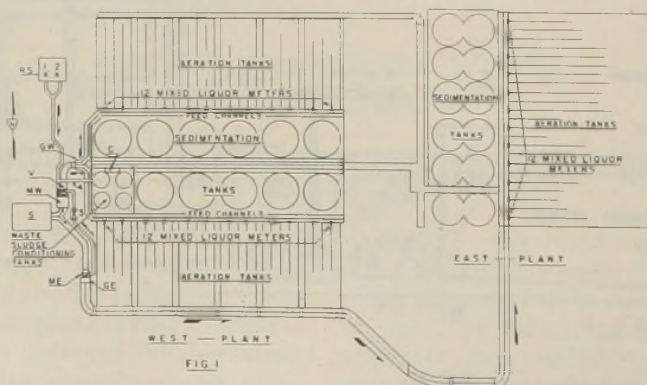 AERATION TANKS
RS
1 2
12 MIXED LIQUOR METERS
FEED CHANNELS
SEDIMENTATION
GW
C
V
MW
S
TANKS
FEED CHANNELS
WASTE
SLUDGE
CONDITIONING
TANKS
12 MIXED LIQUOR METERS
ME
GE
AERATION TANKS
WEST — PLANT
FIG. 1
SEDIMENTATION
TANKS
AERATION TANKS
12 MIXED LIQUOR
METERS
EAST — PLANT